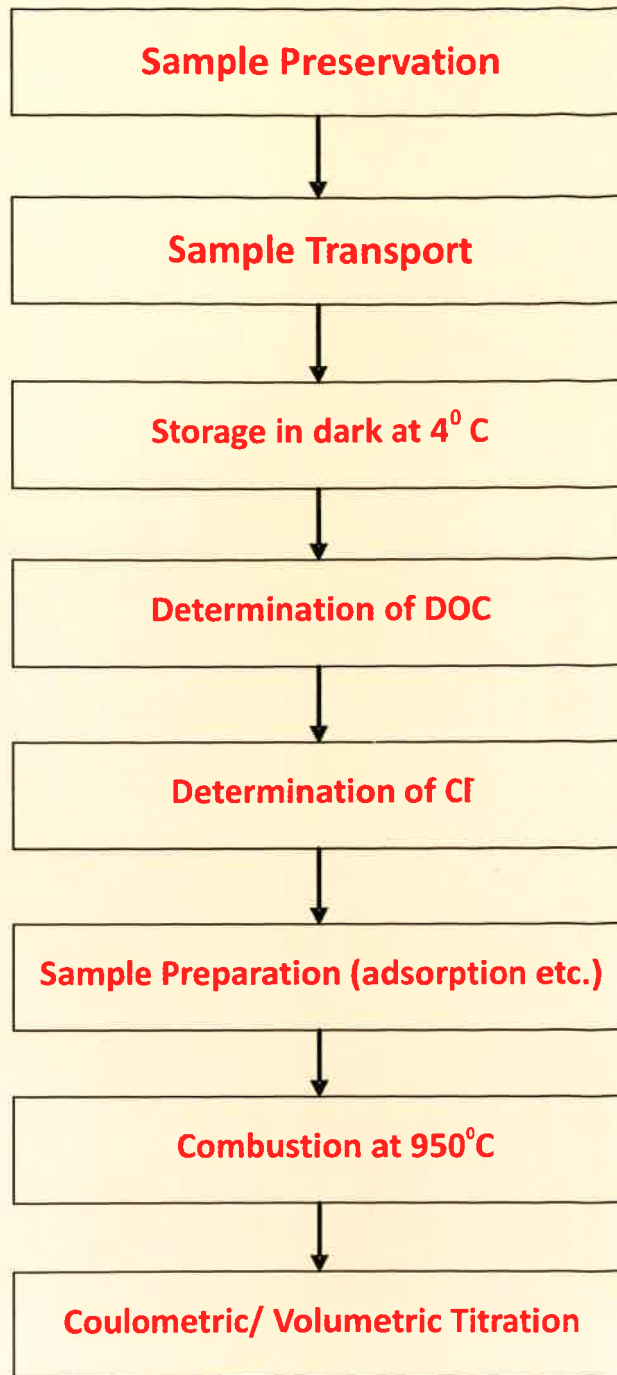 Sample Preservation
Sample Transport
Storage in dark at 4⁰ C
Determination of DOC
Determination of Cl⁻
Sample Preparation (adsorption etc.)
Combustion at 950⁰C
Coulometric/ Volumetric Titration